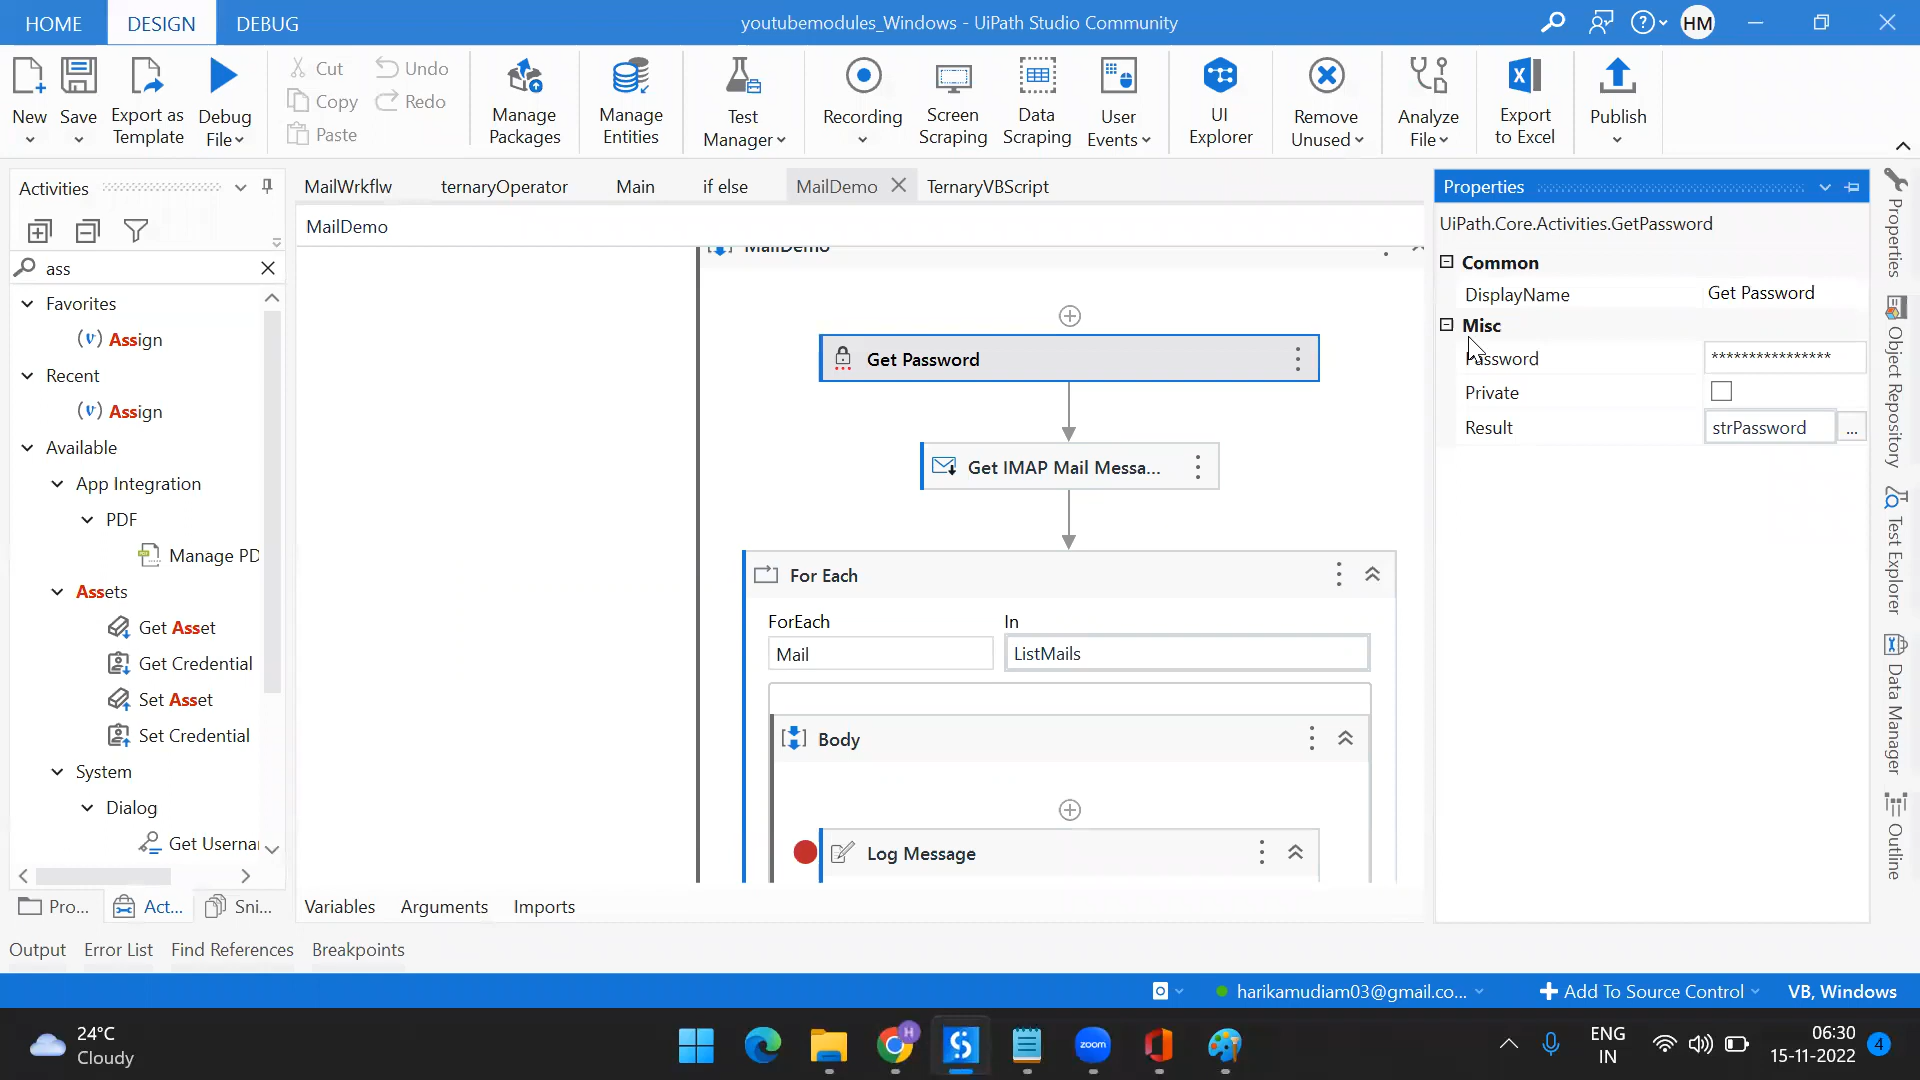 HOME
DESIGN
DEBUG
youtubemodules_Windows - UiPath Studio Community
HM
New
Save
Export as Template
Debug File
Cut
Copy
Paste
Undo
Redo
Manage Packages
Manage Entities
Test Manager
Recording
Screen Scraping
Data Scraping
User Events
UI Explorer
Remove Unused
Analyze File
Export to Excel
Publish
Activities
ass
Favorites
Assign
Recent
Assign
Available
App Integration
PDF
Manage PD
Assets
Get Asset
Get Credential
Set Asset
Set Credential
System
Dialog
Get Userna
Pro...
Act...
Sni...
MailWrkflw
ternaryOperator
Main
if else
MailDemo
TernaryVBScript
MailDemo
MailDemo
Get Password
Get IMAP Mail Messa...
For Each
ForEach
In
Mail
ListMails
Body
Log Message
Variables
Arguments
Imports
Properties
UiPath.Core.Activities.GetPassword
Common
DisplayName
Get Password
Misc
Password
****************
Private
Result
strPassword
...
Properties
Object Repository
Test Explorer
Data Manager
Outline
Output
Error List
Find References
Breakpoints
harikamudiam03@gmail.co...
Add To Source Control
VB, Windows
24°C
Cloudy
H
zoom
ENG
IN
06:30
15-11-2022
4